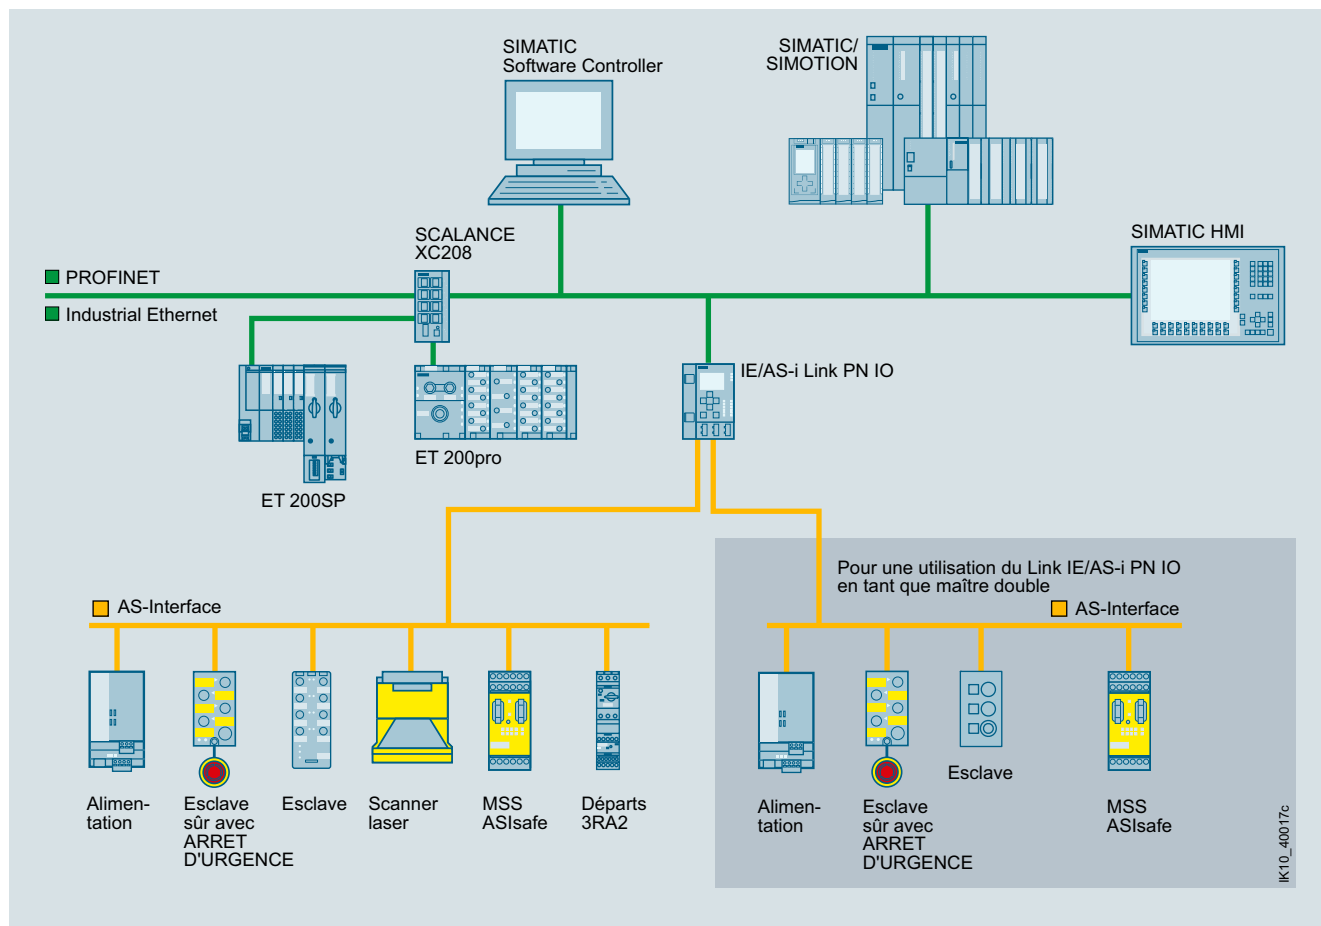 SIMATIC
Software Controller
SIMATIC/
SIMOTION
SCALANCE
XC208
SIMATIC HMI
PROFINET
Industrial Ethernet
IE/AS-i Link PN IO
ET 200pro
ET 200SP
Pour une utilisation du Link IE/AS-i PN IO
en tant que maître double
AS-Interface
AS-Interface
Alimen-
tation
Esclave
sûr avec
ARRET
D'URGENCE
Esclave
Scanner
laser
MSS
ASIsafe
Départs
3RA2
Alimen-
tation
Esclave
sûr avec
ARRET
D'URGENCE
Esclave
MSS
ASIsafe
IK10_40017c